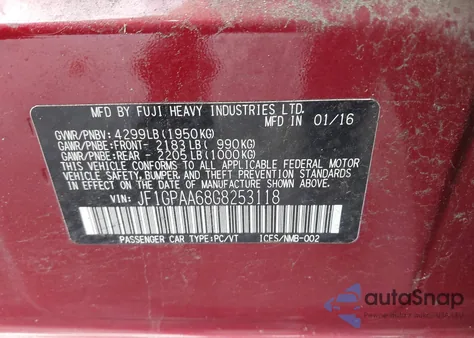 MFD. BY FUJI HEAVY INDUSTRIES LTD.
01/16
GVWR/PNBV: 4299LB (1950KG)
GAWR/PNBE: FRONT- 2183LB ( 990KG)
GAWR/PNBE: REAR - 2205LB (1000KG)
THIS VEHICLE CONFORMS TO ALL APPLICABLE FEDERAL MOTOR
VEHICLE SAFETY, BUMPER, AND THEFT PREVENTION STANDARDS
IN EFFECT ON THE DATE OF MANUFACTURE SHOWN ABOVE.
VIN: JF1GPAA68G8253118
PASSENGER CAR TYPE:PC/VT ICES/NMB-002
autoSnap